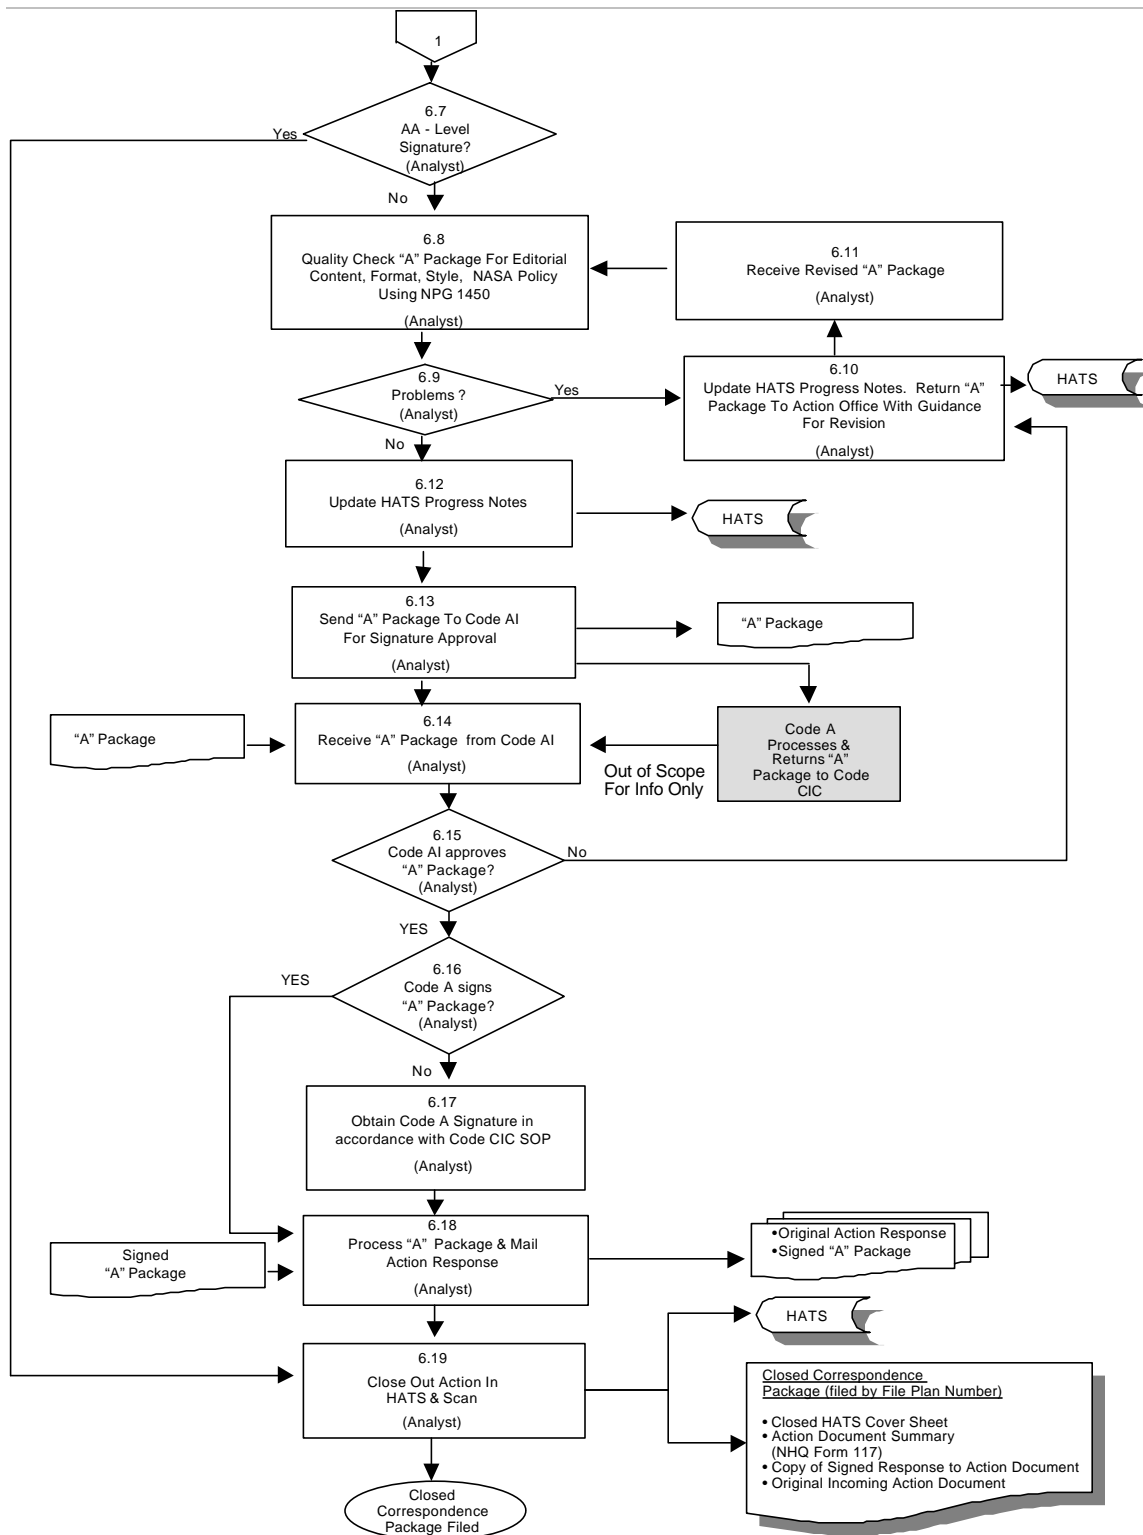 1
6.7
AA - Level
Signature?
(Analyst)
Yes
No
6.8
Quality Check “A” Package For Editorial
Content, Format, Style, NASA Policy
Using NPG 1450
(Analyst)
6.11
Receive Revised “A” Package
(Analyst)
6.9
Problems ?
(Analyst)
Yes
No
6.10
Update HATS Progress Notes. Return “A”
Package To Action Office With Guidance
For Revision
(Analyst)
HATS
6.12
Update HATS Progress Notes
(Analyst)
HATS
6.13
Send “A” Package To Code AI
For Signature Approval
(Analyst)
“A” Package
“A” Package
6.14
Receive “A” Package from Code AI
(Analyst)
Out of Scope
For Info Only
Code A
Processes &
Returns “A”
Package to Code
CIC
6.15
Code AI approves
“A” Package?
(Analyst)
No
YES
6.16
Code A signs
“A” Package?
(Analyst)
YES
No
6.17
Obtain Code A Signature in
accordance with Code CIC SOP
(Analyst)
Signed
“A” Package
6.18
Process “A” Package & Mail
Action Response
(Analyst)
•Original Action Response
•Signed “A” Package
HATS
6.19
Close Out Action In
HATS & Scan
(Analyst)
Closed Correspondence
Package (filed by File Plan Number)
• Closed HATS Cover Sheet
• Action Document Summary
(NHQ Form 117)
• Copy of Signed Response to Action Document
• Original Incoming Action Document
Closed
Correspondence
Package Filed